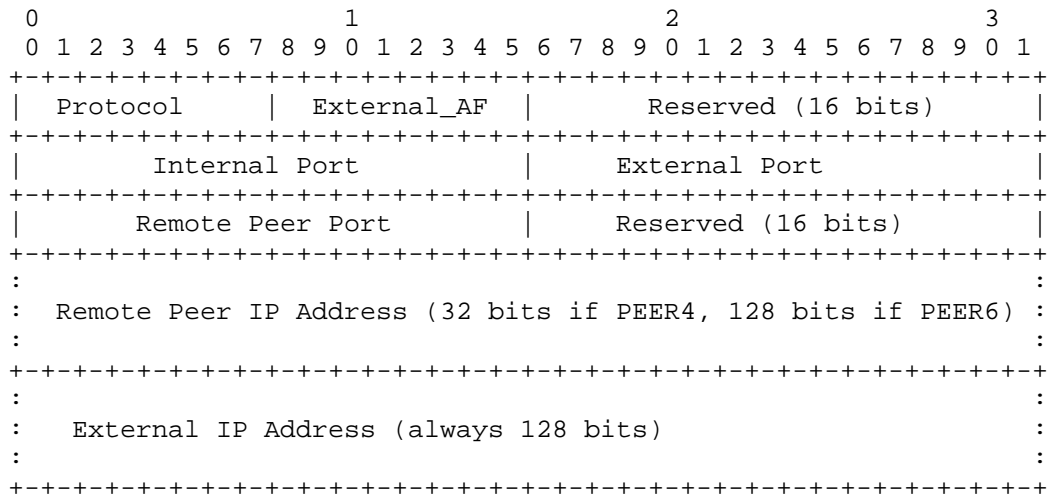 0                   1                   2                   3
 0 1 2 3 4 5 6 7 8 9 0 1 2 3 4 5 6 7 8 9 0 1 2 3 4 5 6 7 8 9 0 1
+-+-+-+-+-+-+-+-+-+-+-+-+-+-+-+-+-+-+-+-+-+-+-+-+-+-+-+-+-+-+-+-+
|  Protocol     |  External_AF  |       Reserved (16 bits)      |
+-+-+-+-+-+-+-+-+-+-+-+-+-+-+-+-+-+-+-+-+-+-+-+-+-+-+-+-+-+-+-+-+
|        Internal Port          |     External Port             |
+-+-+-+-+-+-+-+-+-+-+-+-+-+-+-+-+-+-+-+-+-+-+-+-+-+-+-+-+-+-+-+-+
|       Remote Peer Port        |     Reserved (16 bits)        |
+-+-+-+-+-+-+-+-+-+-+-+-+-+-+-+-+-+-+-+-+-+-+-+-+-+-+-+-+-+-+-+-+
:                                                               :
:  Remote Peer IP Address (32 bits if PEER4, 128 bits if PEER6) :
:                                                               :
+-+-+-+-+-+-+-+-+-+-+-+-+-+-+-+-+-+-+-+-+-+-+-+-+-+-+-+-+-+-+-+-+
:                                                               :
:   External IP Address (always 128 bits)                       :
:                                                               :
+-+-+-+-+-+-+-+-+-+-+-+-+-+-+-+-+-+-+-+-+-+-+-+-+-+-+-+-+-+-+-+-+